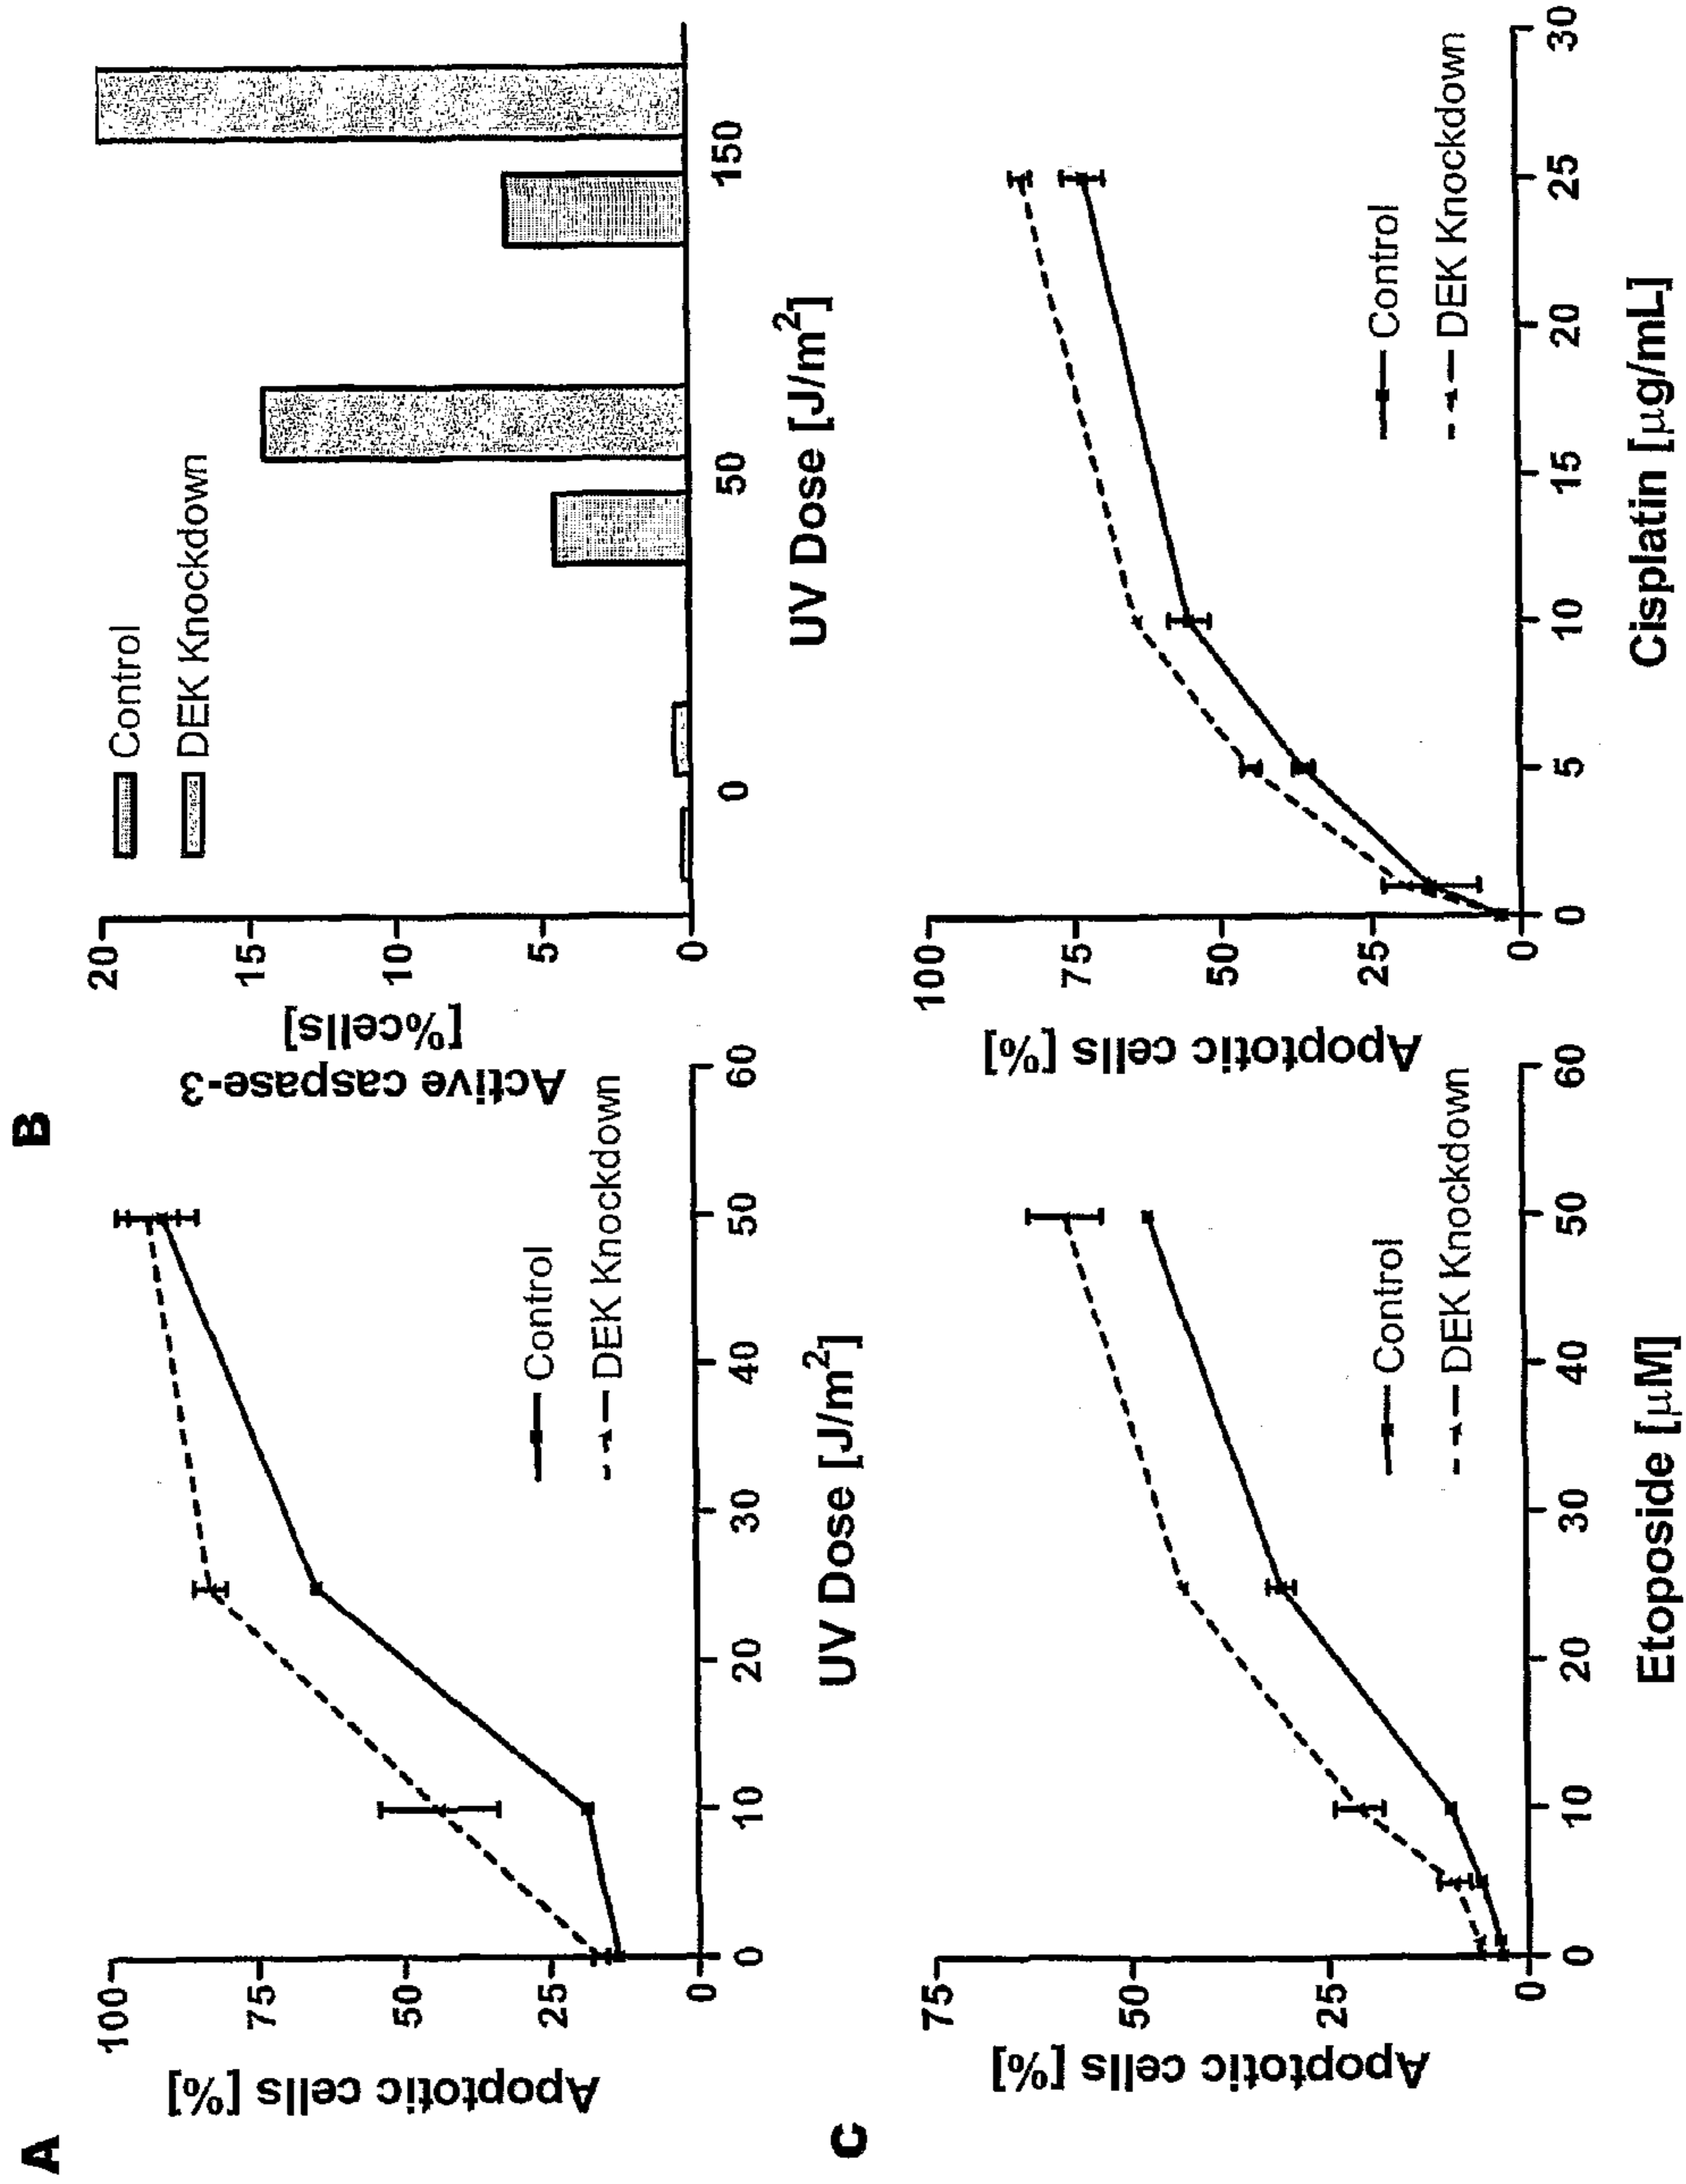 A
Apoptotic cells [%]
100
75
50
25
0
0 10 20 30 40 50 60
UV Dose [J/m2]
Control
DEK Knockdown
B
Active caspase-3
[%cells]
20
15
10
5
0
0 50 150
UV Dose [J/m2]
Control
DEK Knockdown
C
Apoptotic cells [%]
75
50
25
0
0 10 20 30 40 50 60
Etoposide [μM]
Control
DEK Knockdown
Apoptotic cells [%]
100
75
50
25
0
0 5 10 15 20 25 30
Cisplatin [μg/mL]
Control
DEK Knockdown